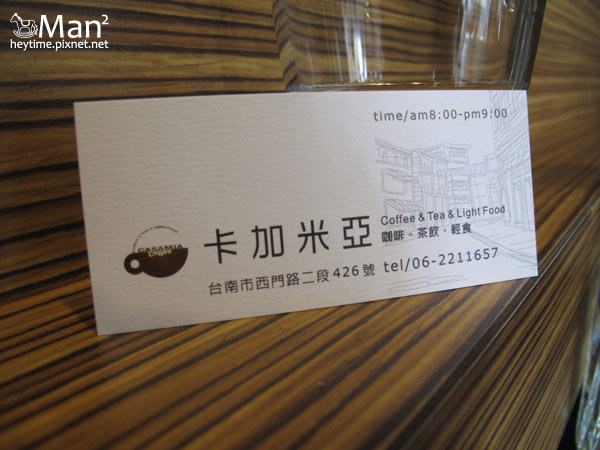 Man²
heytime.pixnet.net
time/am8:00-pm9:00
CASAMIA
卡加米亞
Coffee & Tea & Light Food
咖啡。茶飲。輕食
台南市西門路二段426號 tel/06-2211657